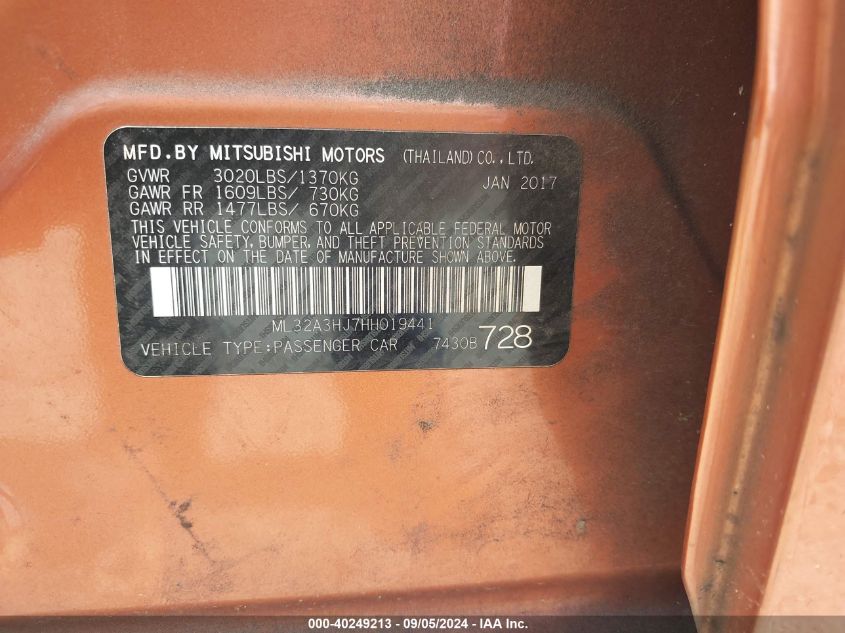 MFD.BY MITSUBISHI MOTORS (THAILAND) CO., LTD.
GVWR 3020LBS/1370KG JAN 2017
GAWR FR 1609LBS/ 730KG
GAWR RR 1477LBS/ 670KG
THIS VEHICLE CONFORMS TO ALL APPLICABLE FEDERAL MOTOR
VEHICLE SAFETY, BUMPER, AND THEFT PREVENTION STANDARDS
IN EFFECT ON THE DATE OF MANUFACTURE SHOWN ABOVE.
ML32A3HJ7HH019441
VEHICLE TYPE:PASSENGER CAR 7430B 728
000-40249213 - 09/05/2024 - IAA Inc.